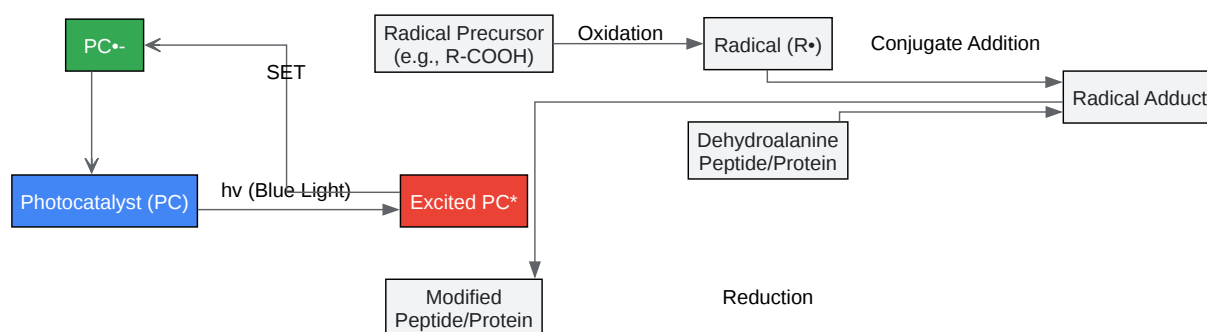 PC•-
SET
Radical Precursor
(e.g., R-COOH)
Oxidation
Radical (R•)
Conjugate Addition
Radical Adduct
Dehydroalanine
Peptide/Protein
Photocatalyst (PC)
hv (Blue Light)
Excited PC*
Modified
Peptide/Protein
Reduction